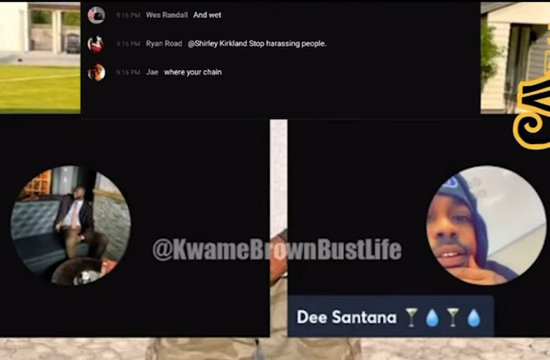 9:16 PM Wes Randall And wet
9:16 PM Ryan Road @Shirley Kirkland Stop harassing people.
9:16 PM Jae where your chain
@KwameBrownBustLife
Dee Santana 🍸💧🍸💧